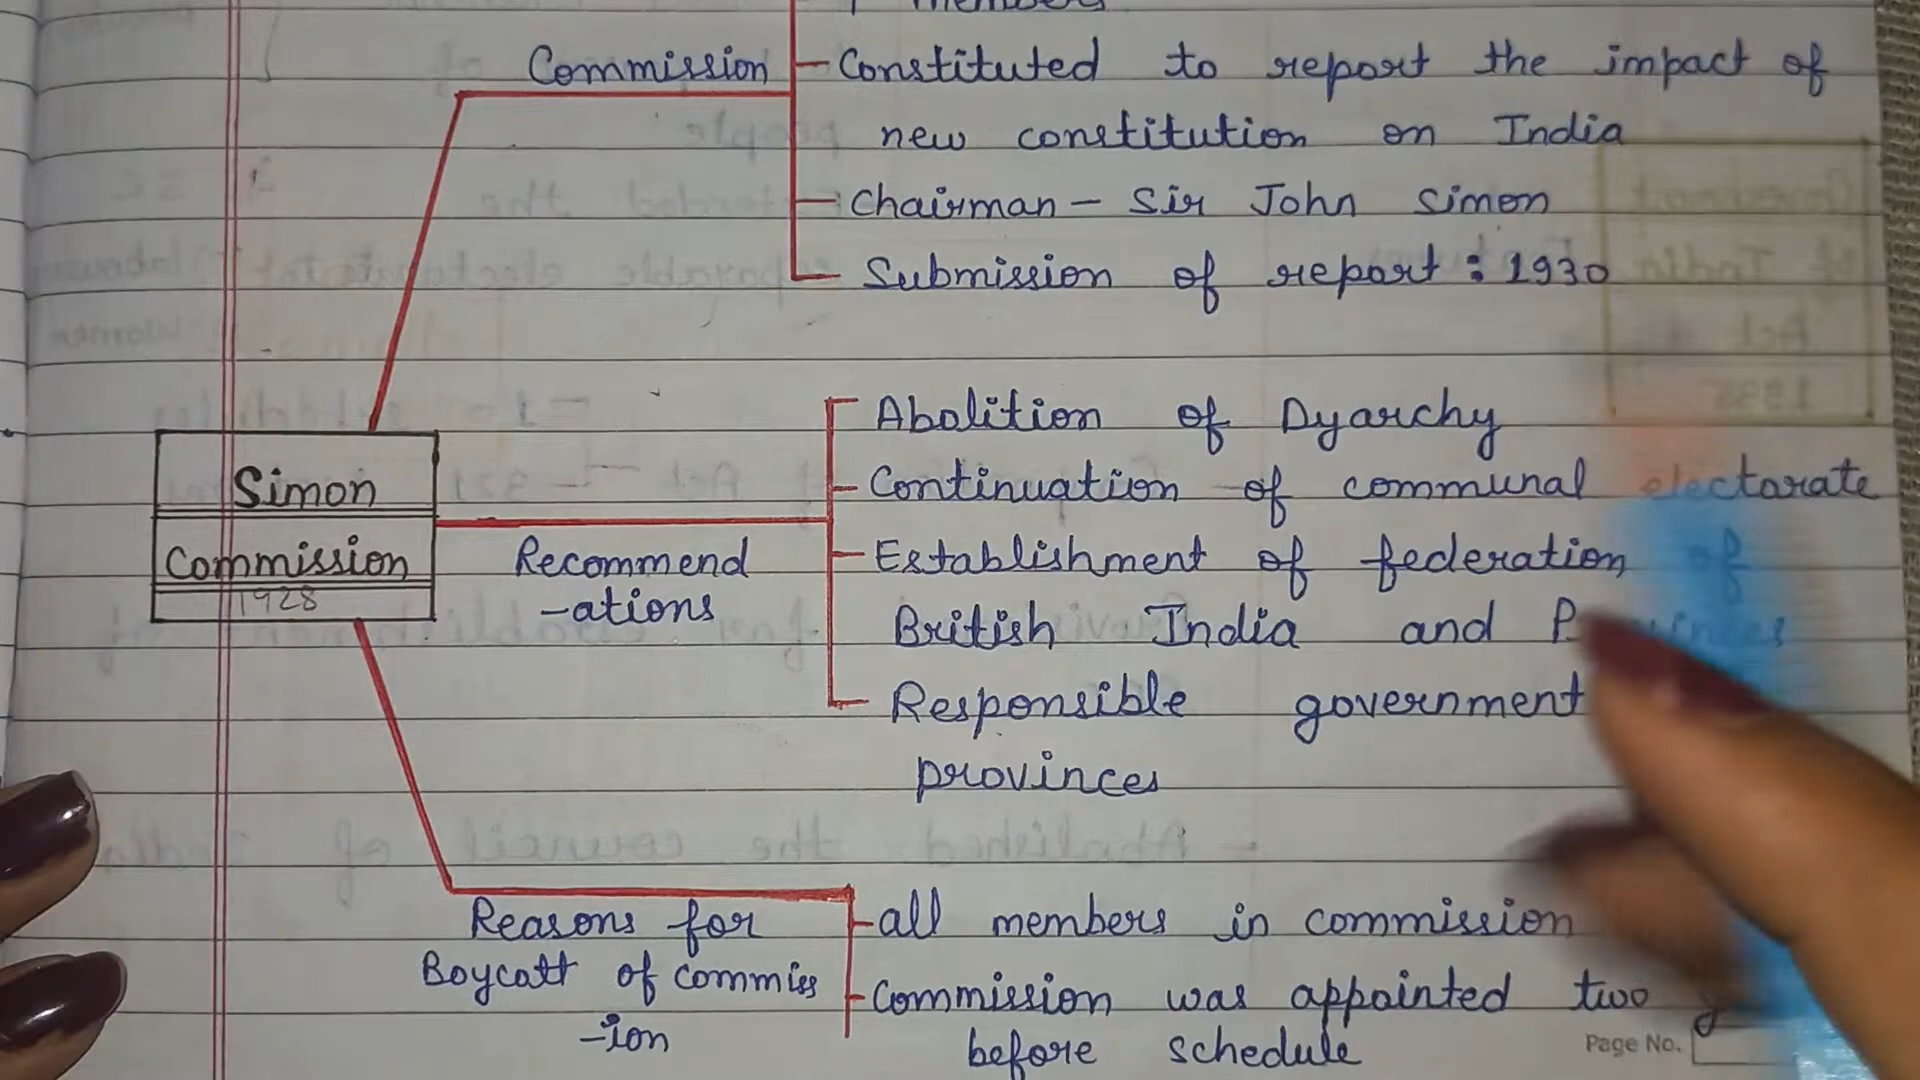 members
Commission
Constituted to report the impact of
new constitution on India
Chairman - Sir John Simon
Submission of report : 1930
Simon
Commission
1928
Recommend
-ations
Abolition of Dyarchy
Continuation of communal electorate
Establishment of federation of
British India and
Responsible government
provinces
Reasons for
Boycott of commiss
-ion
all members in commission
Commission was appointed two
before schedule
Page No.